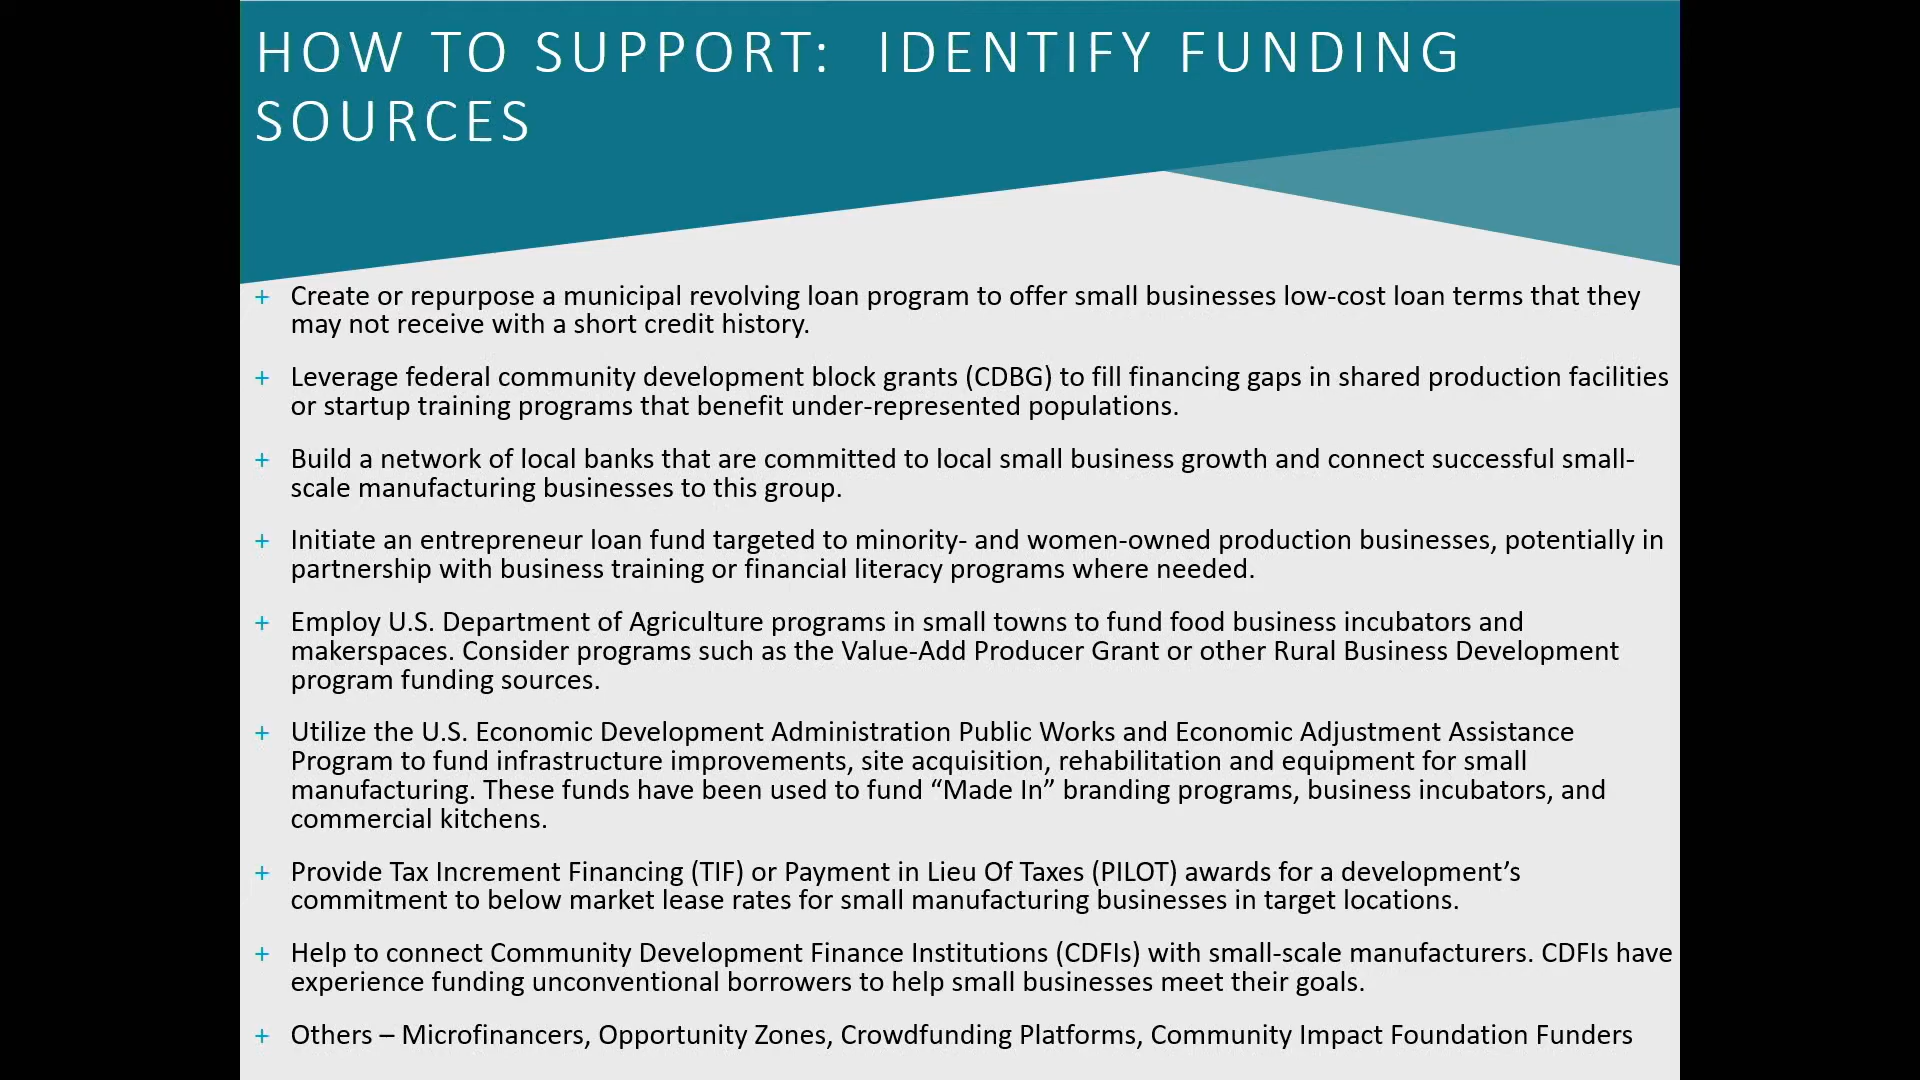 HOW TO SUPPORT: IDENTIFY FUNDING
SOURCES
+ Create or repurpose a municipal revolving loan program to offer small businesses low-cost loan terms that they
may not receive with a short credit history.
+ Leverage federal community development block grants (CDBG) to fill financing gaps in shared production facilities
or startup training programs that benefit under-represented populations.
+ Build a network of local banks that are committed to local small business growth and connect successful small-
scale manufacturing businesses to this group.
+ Initiate an entrepreneur loan fund targeted to minority- and women-owned production businesses, potentially in
partnership with business training or financial literacy programs where needed.
+ Employ U.S. Department of Agriculture programs in small towns to fund food business incubators and
makerspaces. Consider programs such as the Value-Add Producer Grant or other Rural Business Development
program funding sources.
+ Utilize the U.S. Economic Development Administration Public Works and Economic Adjustment Assistance
Program to fund infrastructure improvements, site acquisition, rehabilitation and equipment for small
manufacturing. These funds have been used to fund “Made In” branding programs, business incubators, and
commercial kitchens.
+ Provide Tax Increment Financing (TIF) or Payment in Lieu Of Taxes (PILOT) awards for a development’s
commitment to below market lease rates for small manufacturing businesses in target locations.
+ Help to connect Community Development Finance Institutions (CDFIs) with small-scale manufacturers. CDFIs have
experience funding unconventional borrowers to help small businesses meet their goals.
+ Others – Microfinancers, Opportunity Zones, Crowdfunding Platforms, Community Impact Foundation Funders